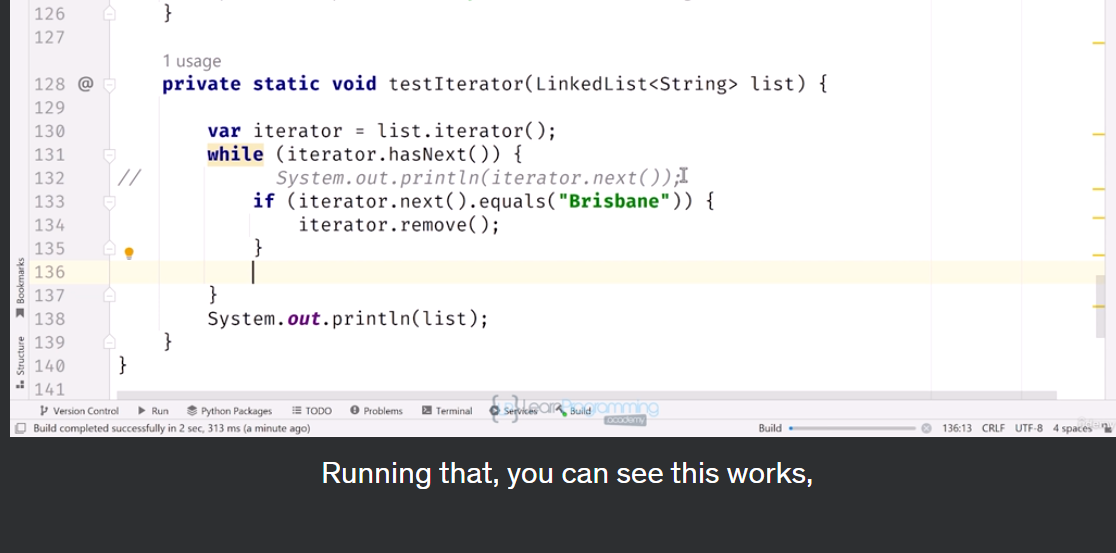 126 }
127
1 usage
128 @ private static void testIterator(LinkedList<String> list) {
129
130 var iterator = list.iterator();
131 while (iterator.hasNext()) {
132 // System.out.println(iterator.next());
133 if (iterator.next().equals("Brisbane")) {
134 iterator.remove();
135 }
136
137 }
138 System.out.println(list);
139 }
140 }
141
Bookmarks
Structure
Version Control Run Python Packages TODO Problems Terminal Services Build
LearnProgramming
academy
Build completed successfully in 2 sec, 313 ms (a minute ago) Build 136:13 CRLF UTF-8 4 spaces
Running that, you can see this works,